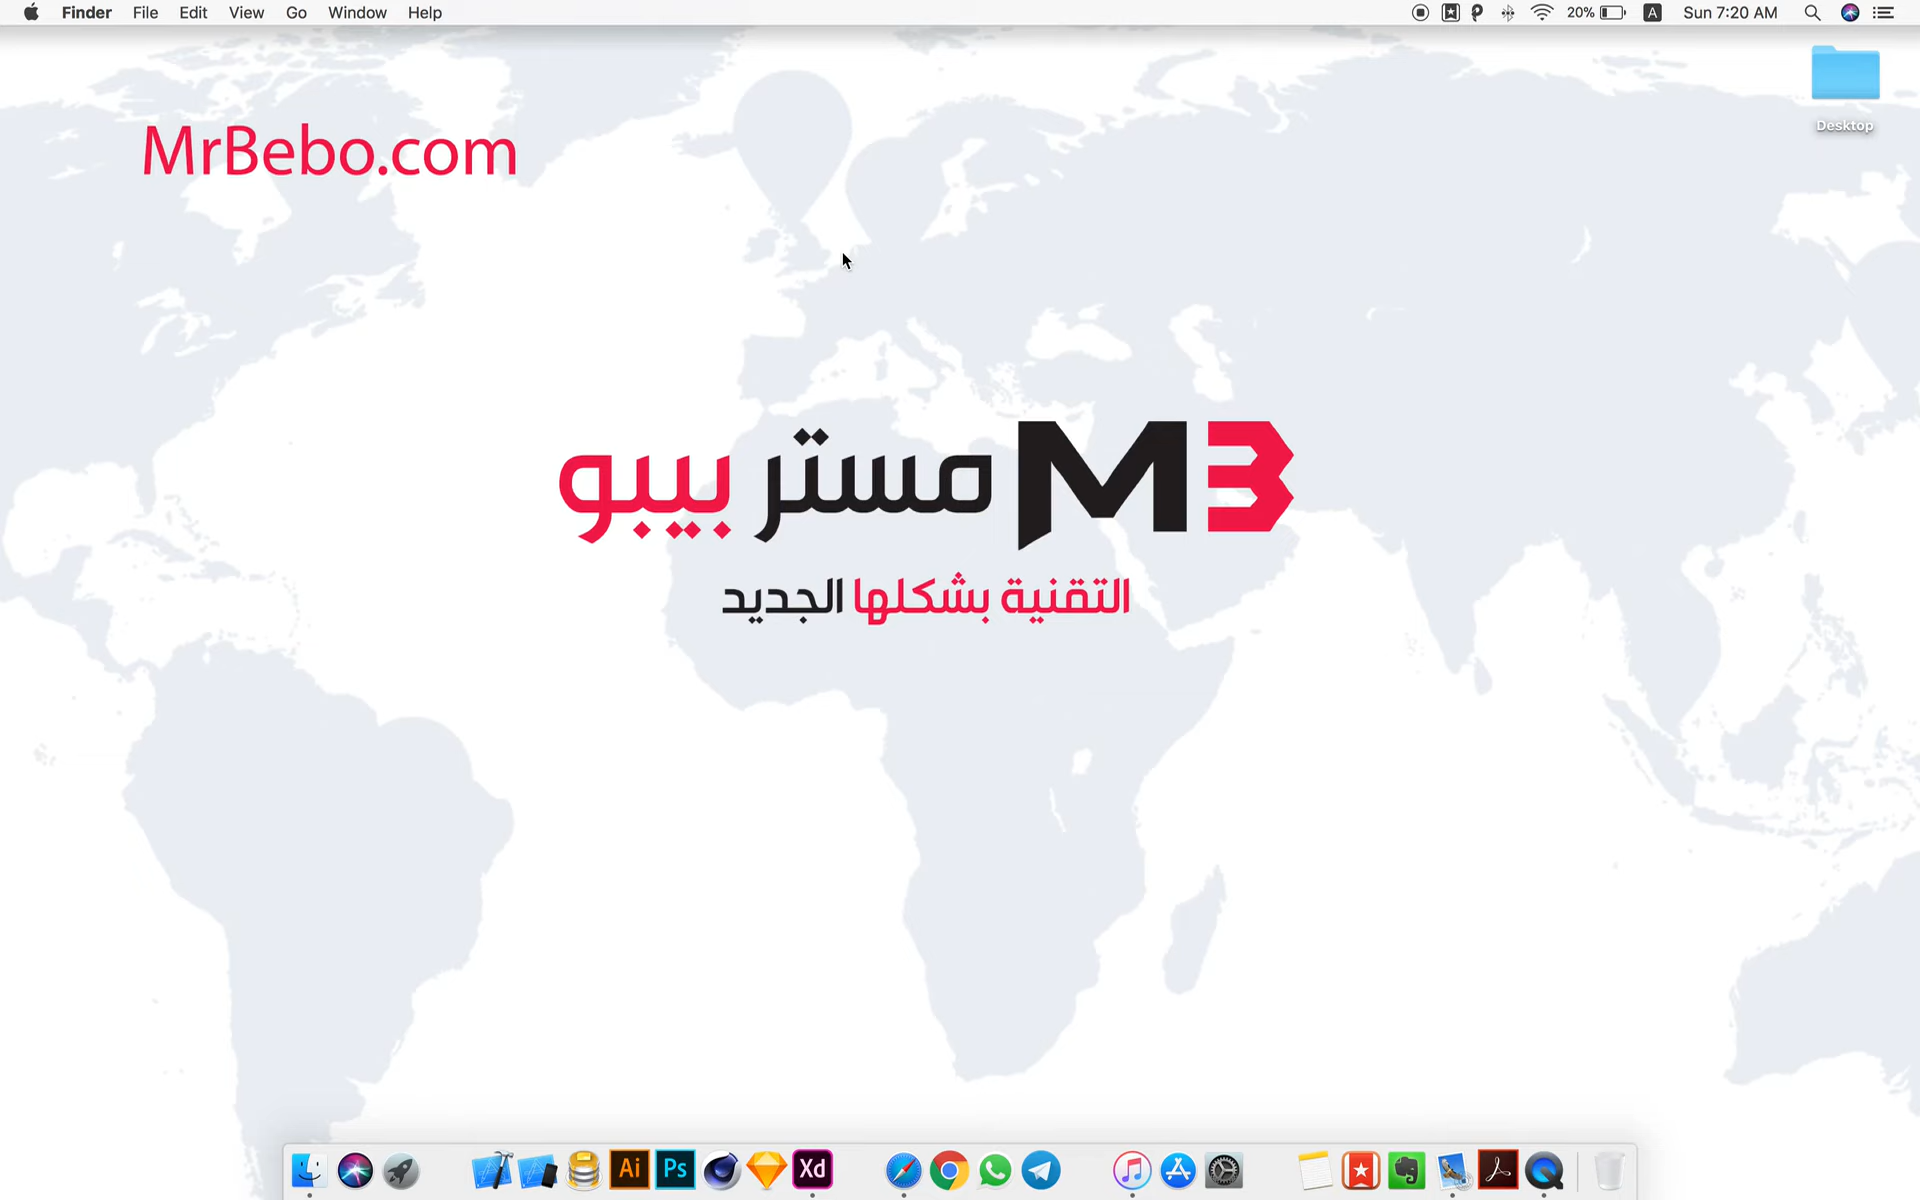 Finder File Edit View Go Window Help 20% A Sun 7:20 AM
Desktop
MrBebo.com
مستر بيبو M3
التقنية بشكلها الجديد
Ai Ps Xd